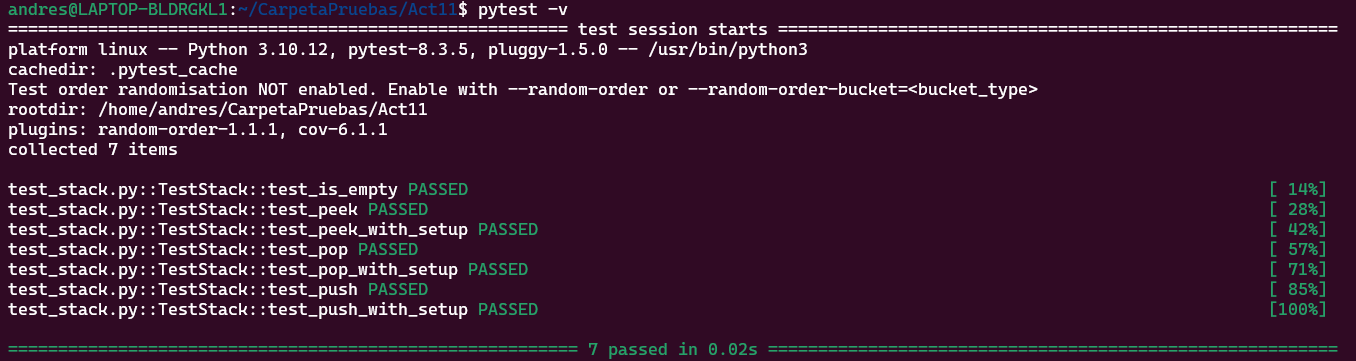 andres@LAPTOP-BLDRGKL1:~/CarpetaPruebas/Act11$ pytest -v
======================================================== test session starts =========================================================
platform linux -- Python 3.10.12, pytest-8.3.5, pluggy-1.5.0 -- /usr/bin/python3
cachedir: .pytest_cache
Test order randomisation NOT enabled. Enable with --random-order or --random-order-bucket=<bucket_type>
rootdir: /home/andres/CarpetaPruebas/Act11
plugins: random-order-1.1.1, cov-6.1.1
collected 7 items
test_stack.py::TestStack::test_is_empty PASSED [ 14%]
test_stack.py::TestStack::test_peek PASSED [ 28%]
test_stack.py::TestStack::test_peek_with_setup PASSED [ 42%]
test_stack.py::TestStack::test_pop PASSED [ 57%]
test_stack.py::TestStack::test_pop_with_setup PASSED [ 71%]
test_stack.py::TestStack::test_push PASSED [ 85%]
test_stack.py::TestStack::test_push_with_setup PASSED [100%]
========================================================= 7 passed in 0.02s =========================================================